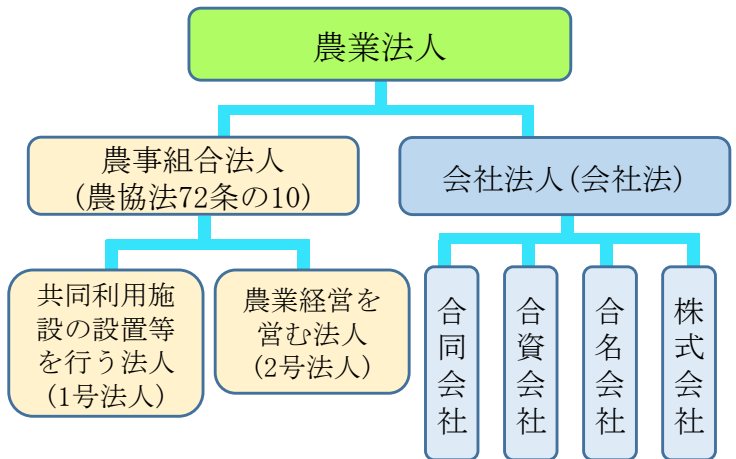 農業法人
農事組合法人
(農協法72条の10)
会社法人(会社法)
共同利用施
設の設置等
を行う法人
(1号法人)
農業経営を
営む法人
(2号法人)
合同会社
合資会社
合名会社
株式会社